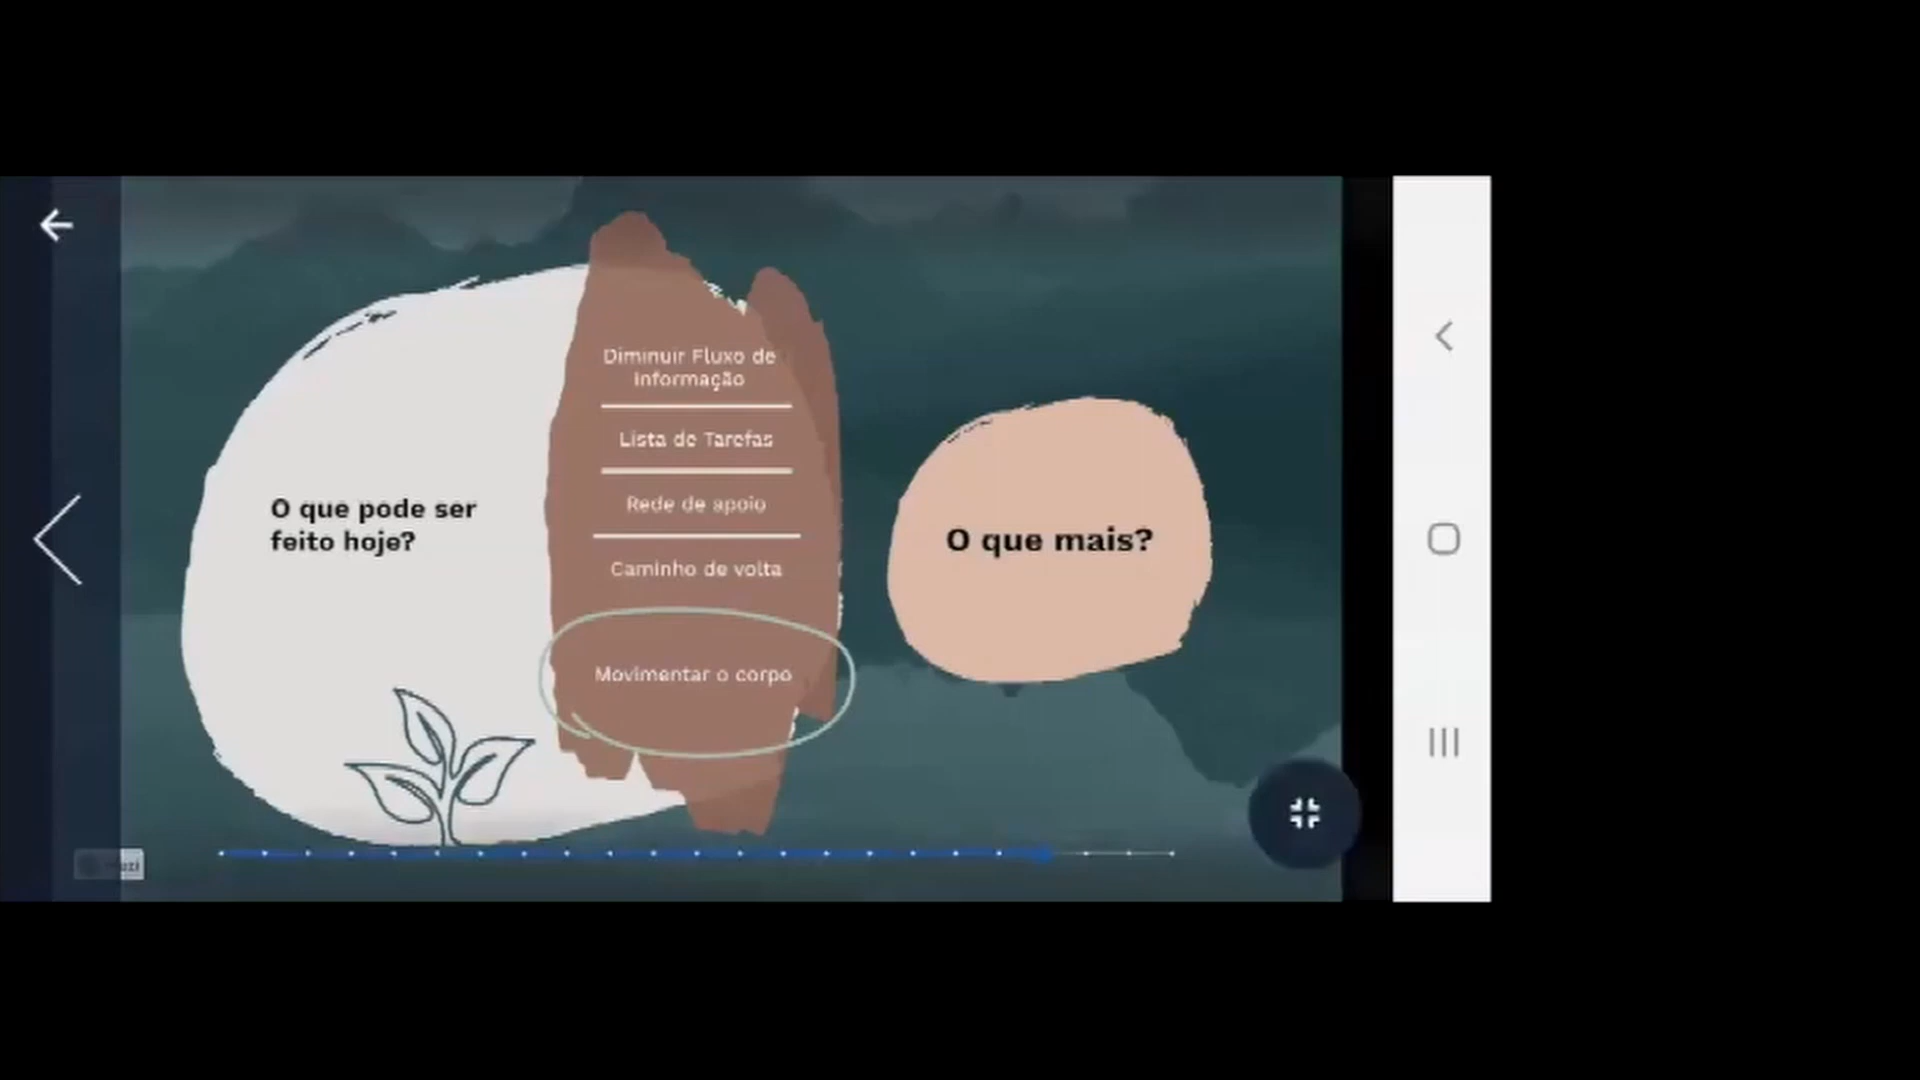 O que pode ser
feito hoje?
Diminuir Fluxo de
Informação
Lista de Tarefas
Rede de apoio
Caminho de volta
Movimentar o corpo
O que mais?